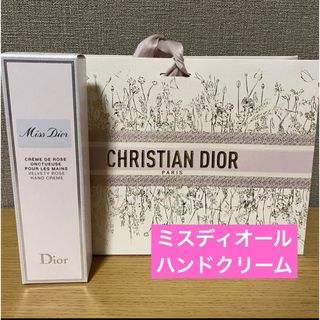 Miss Dior
CRÈME DE ROSE
ONCTUEUSE
POUR LES MAINS
VELVETY ROSE
HAND CREME
Dior
CHRISTIAN DIOR
PARIS
ミスディオール
ハンドクリーム